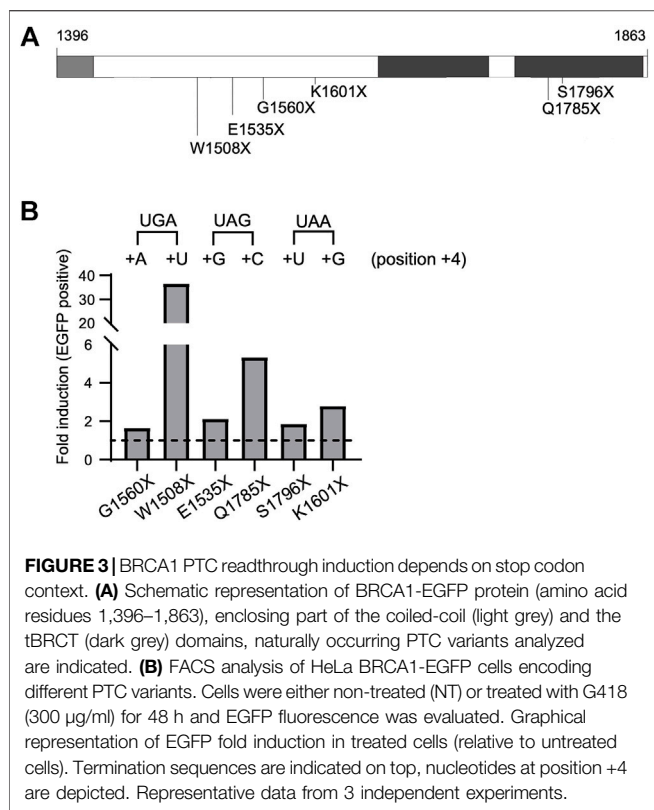 A
1396 1863
K1601X S1796X
G1560X Q1785X
E1535X
W1508X
B
UGA UAG UAA
+A +U +G +C +U +G (position +4)
Fold induction (EGFP positive)
40
30
20
6
4
2
0
G1560X W1508X E1535X Q1785X S1796X K1601X
FIGURE 3 | BRCA1 PTC readthrough induction depends on stop codon
context. (A) Schematic representation of BRCA1-EGFP protein (amino acid
residues 1,396–1,863), enclosing part of the coiled-coil (light grey) and the
tBRCT (dark grey) domains, naturally occurring PTC variants analyzed
are indicated. (B) FACS analysis of HeLa BRCA1-EGFP cells encoding
different PTC variants. Cells were either non-treated (NT) or treated with G418
(300 µg/ml) for 48 h and EGFP fluorescence was evaluated. Graphical
representation of EGFP fold induction in treated cells (relative to untreated
cells). Termination sequences are indicated on top, nucleotides at position +4
are depicted. Representative data from 3 independent experiments.